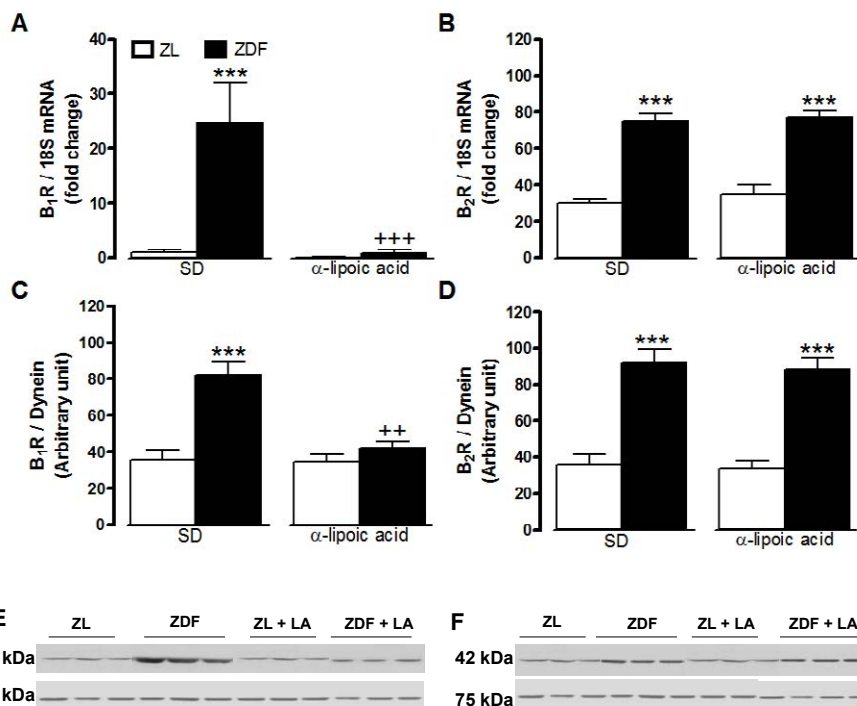 A
B₁R / 18S mRNA
(fold change)
40
30
20
10
0
ZL
ZDF
***
+++
SD
α-lipoic acid
B
B₂R / 18S mRNA
(fold change)
120
100
80
60
40
20
0
***
***
SD
α-lipoic acid
C
B₁R / Dynein
(Arbitrary unit)
120
100
80
60
40
20
0
***
++
SD
α-lipoic acid
D
B₂R / Dynein
(Arbitrary unit)
120
100
80
60
40
20
0
***
***
SD
α-lipoic acid
E
ZL ZDF ZL + LA ZDF + LA
kDa
kDa
F
ZL ZDF ZL + LA ZDF + LA
42 kDa
75 kDa